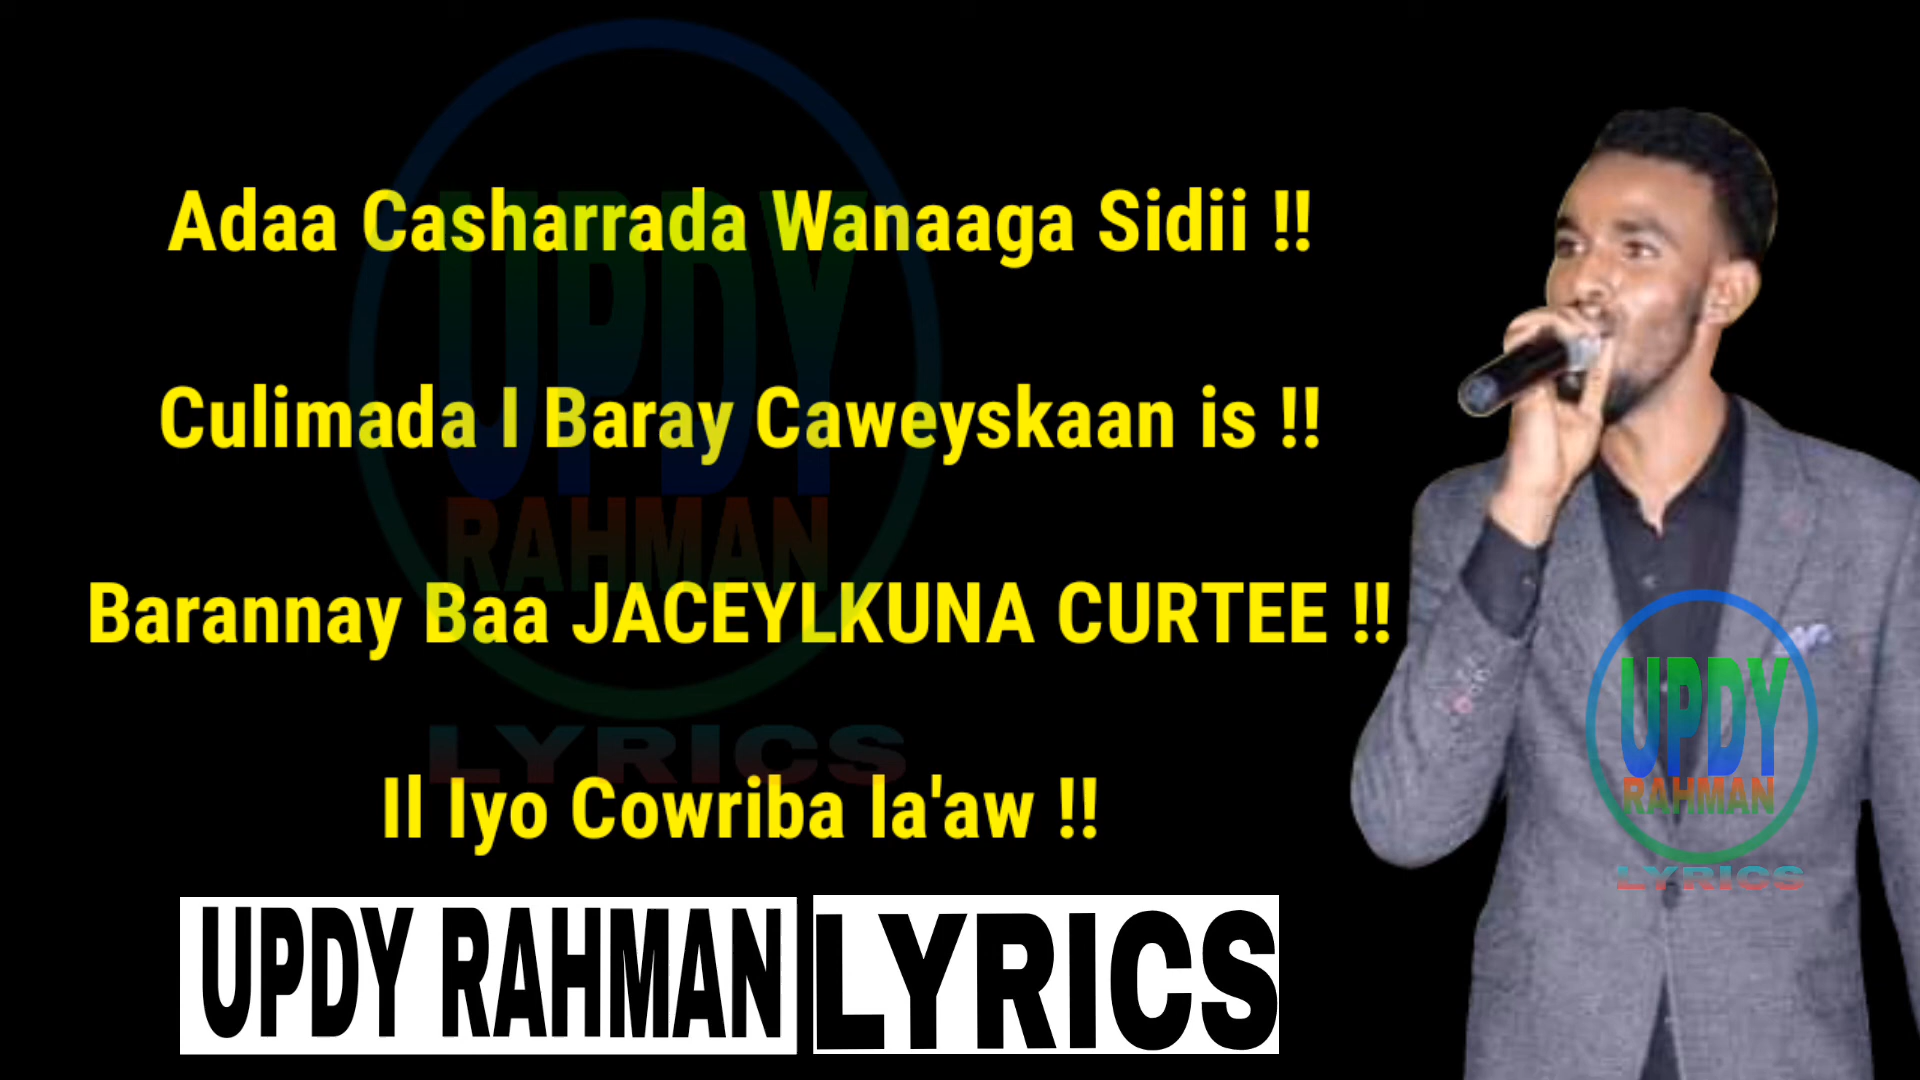 Adaa Casharrada Wanaaga Sidii !!
Culimada I Baray Caweyskaan is !!
Barannay Baa JACEYLKUNA CURTEE !!
Il Iyo Cowriba la'aw !!
UPDY RAHMAN LYRICS
UPDY
RAHMAN
LYRICS
UPDY
RAHMAN
LYRICS